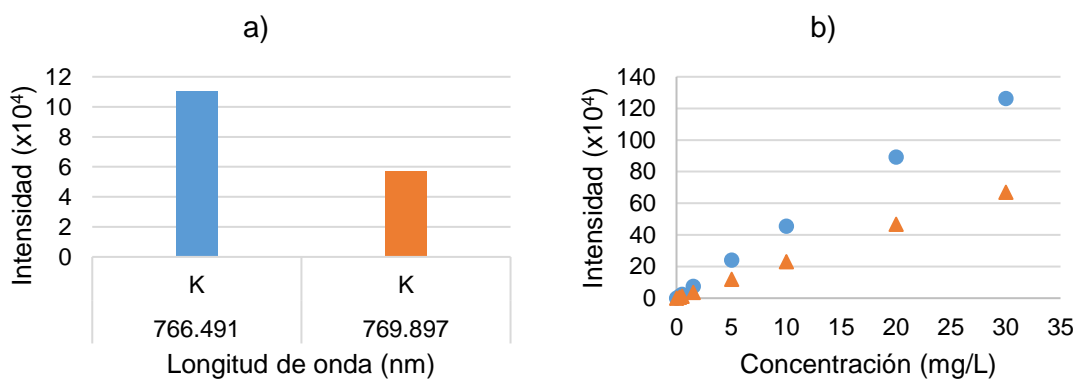 a)
Intensidad (x10⁴)
12
10
8
6
4
2
0
K K
766.491 769.897
Longitud de onda (nm)
b)
Intensidad (x10⁴)
140
120
100
80
60
40
20
0
0 5 10 15 20 25 30 35
Concentración (mg/L)